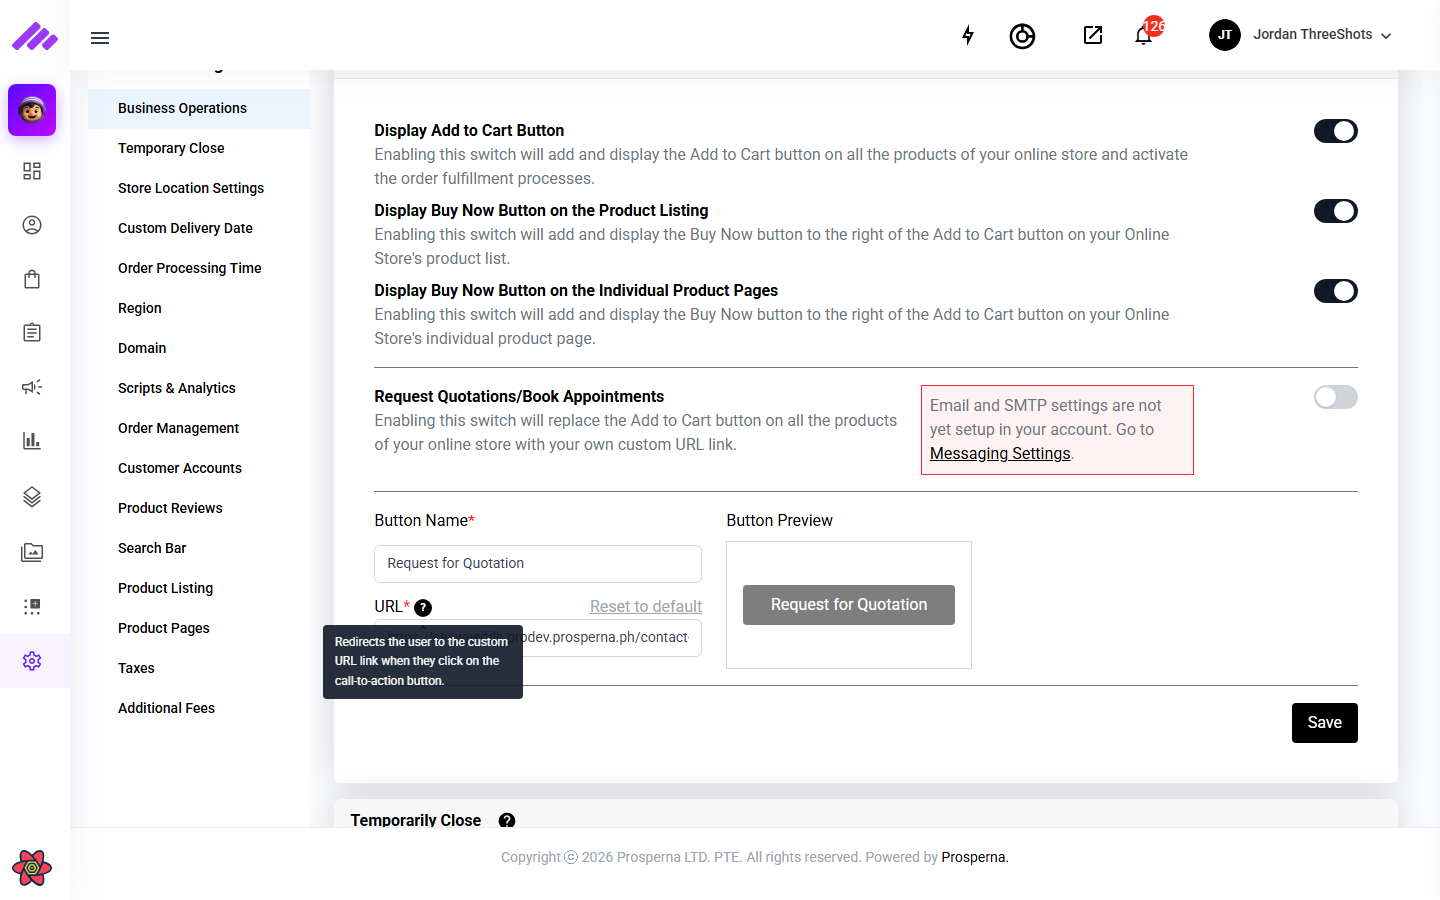 126
JT
Jordan ThreeShots
Business Operations
Temporary Close
Store Location Settings
Custom Delivery Date
Order Processing Time
Region
Domain
Scripts & Analytics
Order Management
Customer Accounts
Product Reviews
Search Bar
Product Listing
Product Pages
Taxes
Additional Fees
Display Add to Cart Button
Enabling this switch will add and display the Add to Cart button on all the products of your online store and activate
the order fulfillment processes.
Display Buy Now Button on the Product Listing
Enabling this switch will add and display the Buy Now button to the right of the Add to Cart button on your Online
Store's product list.
Display Buy Now Button on the Individual Product Pages
Enabling this switch will add and display the Buy Now button to the right of the Add to Cart button on your Online
Store's individual product page.
Request Quotations/Book Appointments
Enabling this switch will replace the Add to Cart button on all the products
of your online store with your own custom URL link.
Email and SMTP settings are not
yet setup in your account. Go to
Messaging Settings.
Button Name*
Request for Quotation
URL* ?
Reset to default
prodev.prosperna.ph/contact-
Redirects the user to the custom
URL link when they click on the
call-to-action button.
Button Preview
Request for Quotation
Save
Temporarily Close ?
Copyright © 2026 Prosperna LTD. PTE. All rights reserved. Powered by Prosperna.